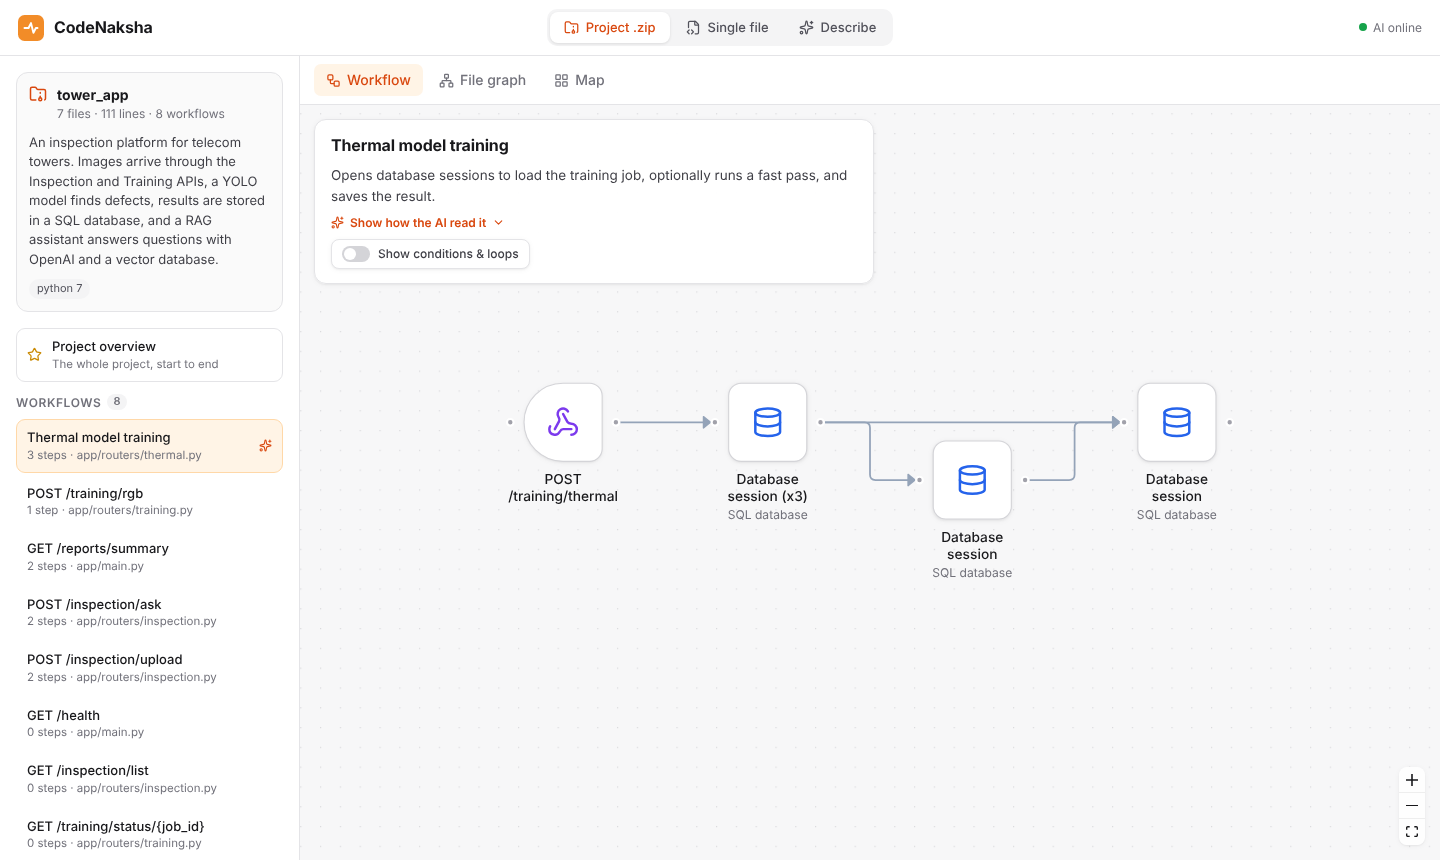 CodeNaksha
Project .zip
Single file
Describe
AI online
tower_app
7 files · 111 lines · 8 workflows
An inspection platform for telecom
towers. Images arrive through the
Inspection and Training APIs, a YOLO
model finds defects, results are stored
in a SQL database, and a RAG
assistant answers questions with
OpenAI and a vector database.
python 7
Project overview
The whole project, start to end
WORKFLOWS 8
Thermal model training
3 steps · app/routers/thermal.py
POST /training/rgb
1 step · app/routers/training.py
GET /reports/summary
2 steps · app/main.py
POST /inspection/ask
2 steps · app/routers/inspection.py
POST /inspection/upload
2 steps · app/routers/inspection.py
GET /health
0 steps · app/main.py
GET /inspection/list
0 steps · app/routers/inspection.py
GET /training/status/{job_id}
0 steps · app/routers/training.py
Workflow
File graph
Map
Thermal model training
Opens database sessions to load the training job, optionally runs a fast pass, and
saves the result.
Show how the AI read it
Show conditions & loops
POST
/training/thermal
Database
session (x3)
SQL database
Database
session
SQL database
Database
session
SQL database